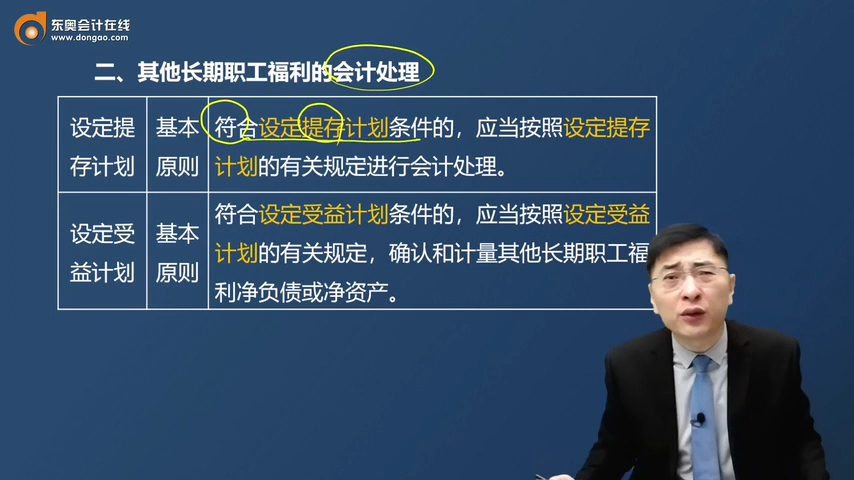 东奥会计在线
www.dongao.com
二、其他长期职工福利的会计处理
设定提
存计划
基本
原则
符合设定提存计划条件的，应当按照设定提存
计划的有关规定进行会计处理。
设定受
益计划
基本
原则
符合设定受益计划条件的，应当按照设定受益
计划的有关规定，确认和计量其他长期职工福
利净负债或净资产。